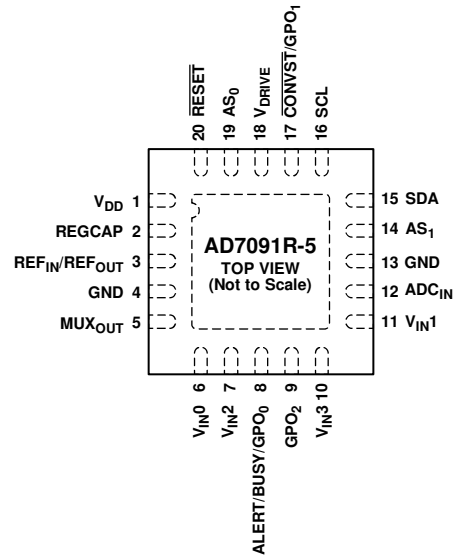 20 RESET
19 AS0
18 VDRIVE
17 CONVST/GPO1
16 SCL
VDD 1
REGCAP 2
REFIN/REFOUT 3
GND 4
MUXOUT 5
15 SDA
14 AS1
13 GND
12 ADCIN
11 VIN1
AD7091R-5
TOP VIEW
(Not to Scale)
VIN0 6
VIN2 7
ALERT/BUSY/GPO0 8
GPO2 9
VIN3 10